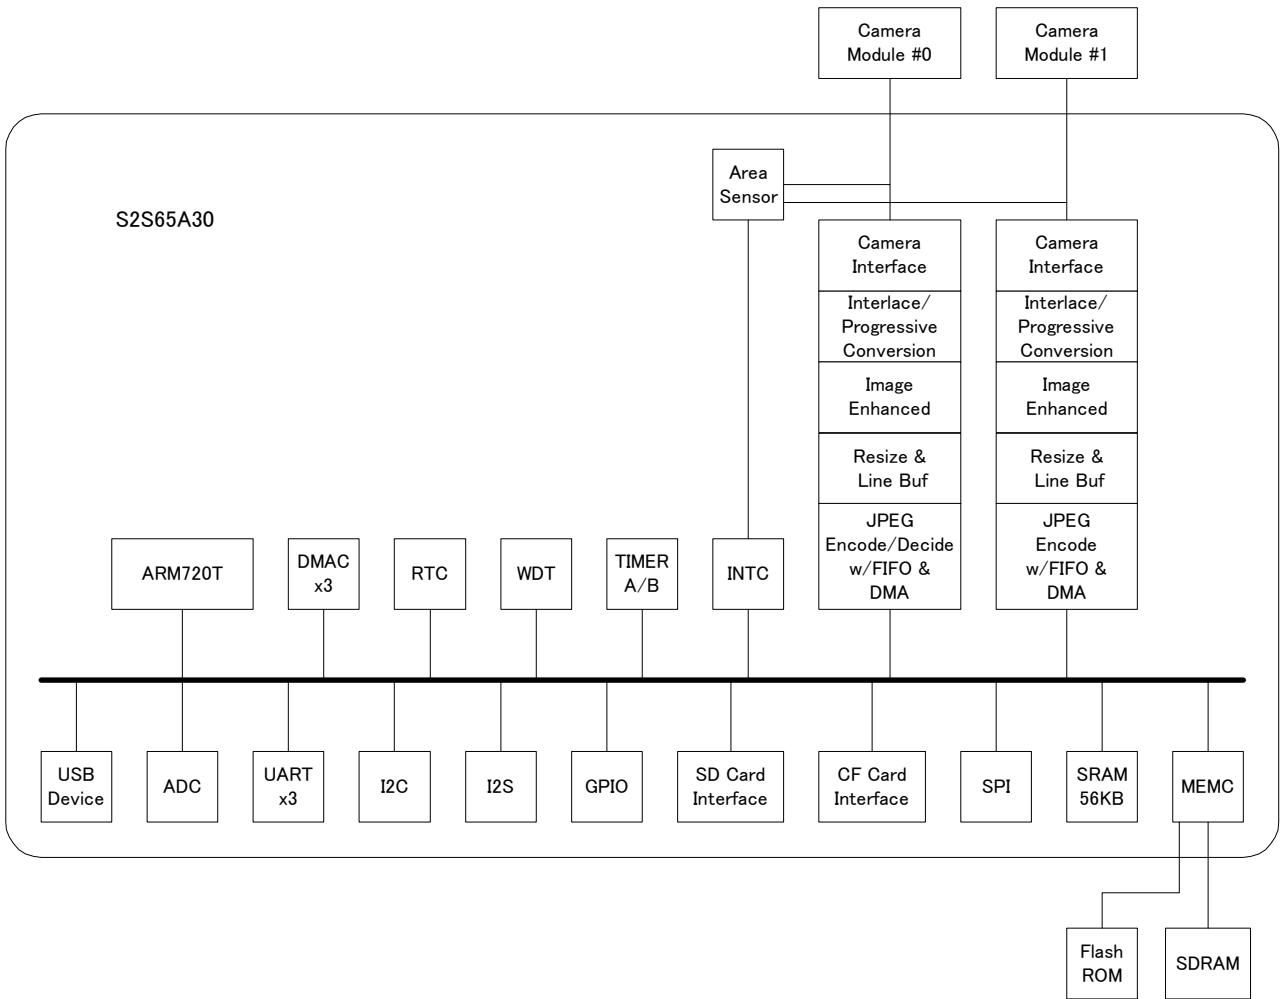 Camera
Module #0
Camera
Module #1
Area
Sensor
S2S65A30
Camera
Interface
Camera
Interface
Interlace/
Progressive
Conversion
Interlace/
Progressive
Conversion
Image
Enhanced
Image
Enhanced
Resize &
Line Buf
Resize &
Line Buf
JPEG
Encode/Decide
w/FIFO &
DMA
JPEG
Encode
w/FIFO &
DMA
ARM720T
DMAC
x3
RTC
WDT
TIMER
A/B
INTC
USB
Device
ADC
UART
x3
I2C
I2S
GPIO
SD Card
Interface
CF Card
Interface
SPI
SRAM
56KB
MEMC
Flash
ROM
SDRAM